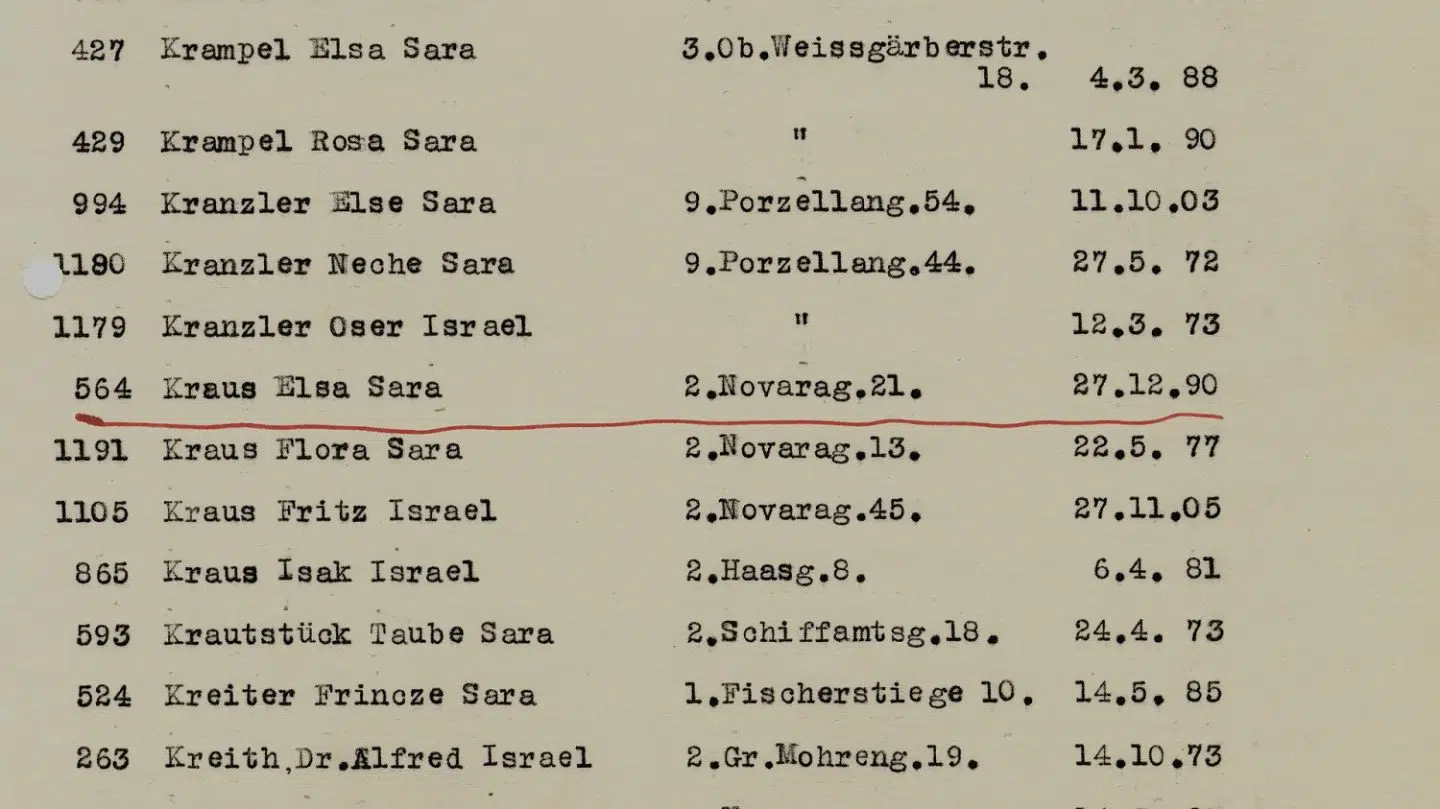 427 Krampel Elsa Sara 3.Ob.Weissgärberstr.
18. 4.3. 88
429 Krampel Rosa Sara " 17.1. 90
994 Kranzler Else Sara 9.Porzellang.54. 11.10.03
1180 Kranzler Neche Sara 9.Porzellang.44. 27.5. 72
1179 Kranzler Oser Israel " 12.3. 73
564 Kraus Elsa Sara 2.Novarag.21. 27.12.90
1191 Kraus Flora Sara 2.Novarag.13. 22.5. 77
1105 Kraus Fritz Israel 2.Novarag.45. 27.11.05
865 Kraus Isak Israel 2.Haasg.8. 6.4. 81
593 Krautstück Taube Sara 2.Schiffamtsg.18. 24.4. 73
524 Kreiter Frincze Sara 1.Fischerstiege 10. 14.5. 85
263 Kreith,Dr.Alfred Israel 2.Gr.Mohreng.19. 14.10.73